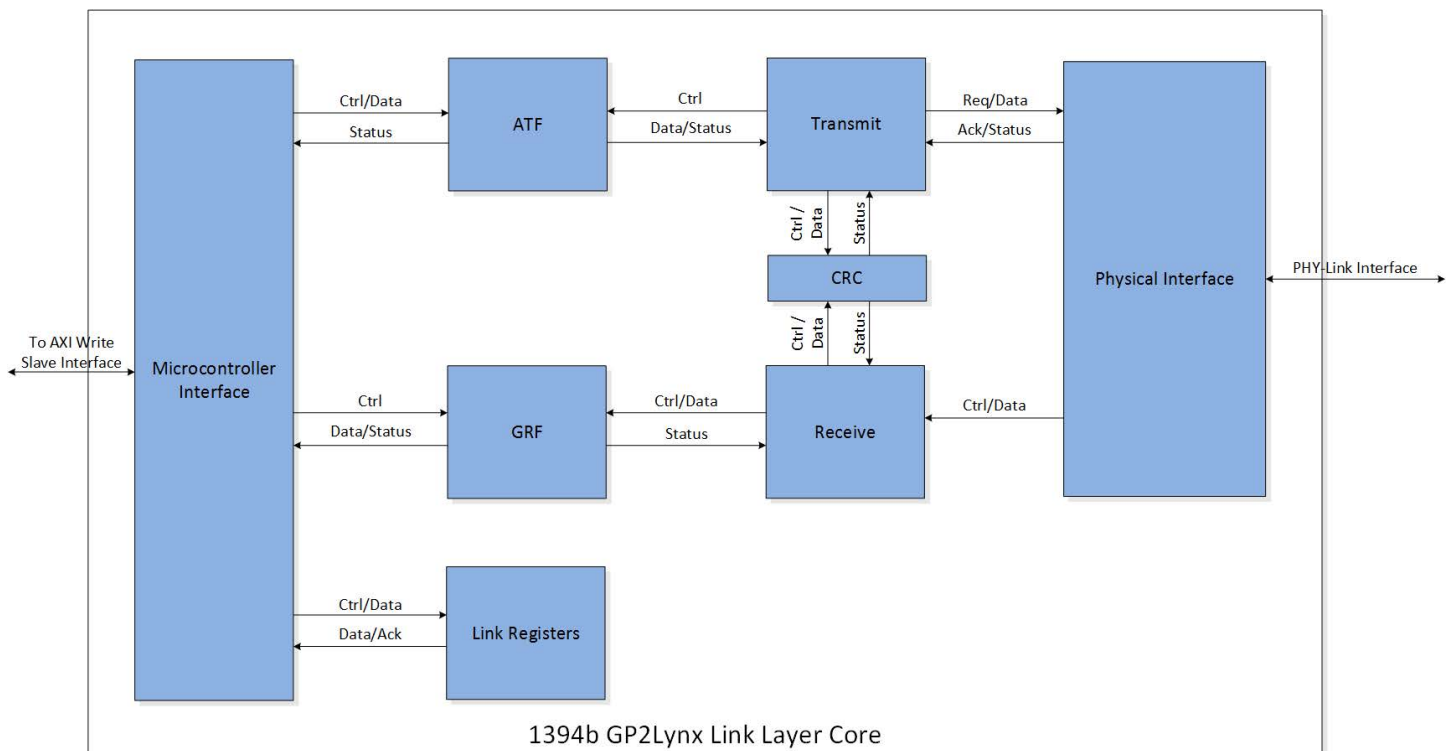 Ctrl/Data
Status
ATF
Ctrl
Data/Status
Transmit
Req/Data
Ack/Status
Ctrl /
Data
Status
CRC
Physical Interface
PHY-Link Interface
Ctrl /
Data
Status
To AXI Write
Slave Interface
Microcontroller
Interface
Ctrl
Data/Status
GRF
Ctrl/Data
Status
Receive
Ctrl/Data
Ctrl/Data
Data/Ack
Link Registers
1394b GP2Lynx Link Layer Core